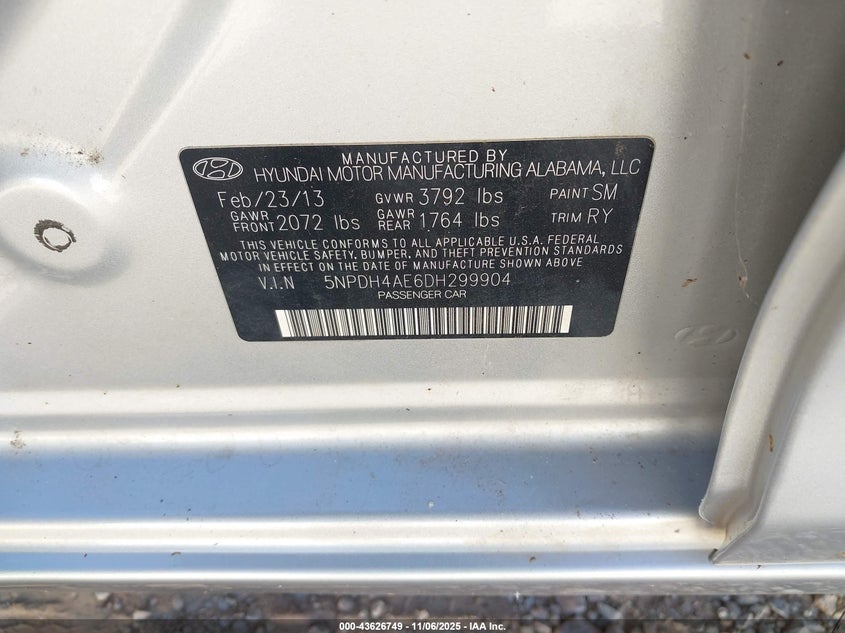 MANUFACTURED BY
HYUNDAI MOTOR MANUFACTURING ALABAMA, LLC
Feb/23/13 GVWR 3792 lbs PAINT SM
GAWR FRONT 2072 lbs GAWR REAR 1764 lbs TRIM RY
THIS VEHICLE CONFORMS TO ALL APPLICABLE U.S.A. FEDERAL
MOTOR VEHICLE SAFETY, BUMPER, AND THEFT PREVENTION STANDARDS
IN EFFECT ON THE DATE OF MANUFACTURE SHOWN ABOVE
V.I.N 5NPDH4AE6DH299904
PASSENGER CAR
000-43626749 - 11/06/2025 - IAA Inc.